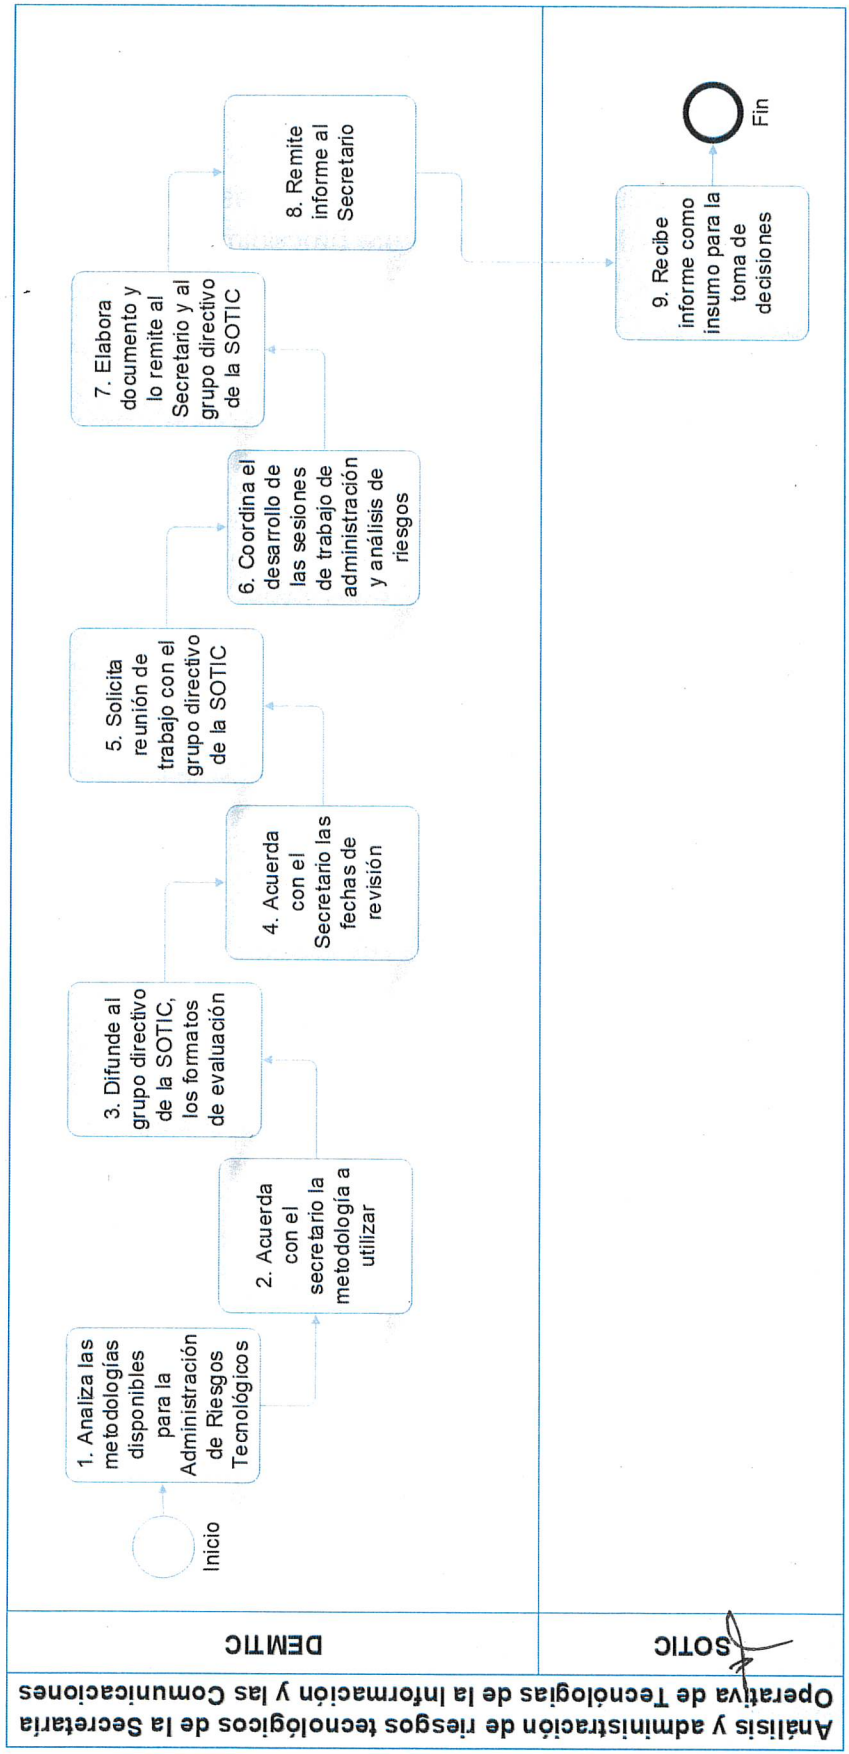 Análisis y administración de riesgos tecnológicos de la Secretaría
Operativa de Tecnologías de la Información y las Comunicaciones
DEMTIC
Inicio
1. Analiza las
metodologías
disponibles
para la
Administración
de Riesgos
Tecnológicos
2. Acuerda
con el
secretario la
metodología a
utilizar
3. Difunde al
grupo directivo
de la SOTIC,
los formatos
de evaluación
4. Acuerda
con el
Secretario las
fechas de
revisión
5. Solicita
reunión de
trabajo con el
grupo directivo
de la SOTIC
6. Coordina el
desarrollo de
las sesiones
de trabajo de
administración
y análisis de
riesgos
7. Elabora
documento y
lo remite al
Secretario y al
grupo directivo
de la SOTIC
8. Remite
informe al
Secretario
SOTIC
9. Recibe
informe como
insumo para la
toma de
decisiones
Fin